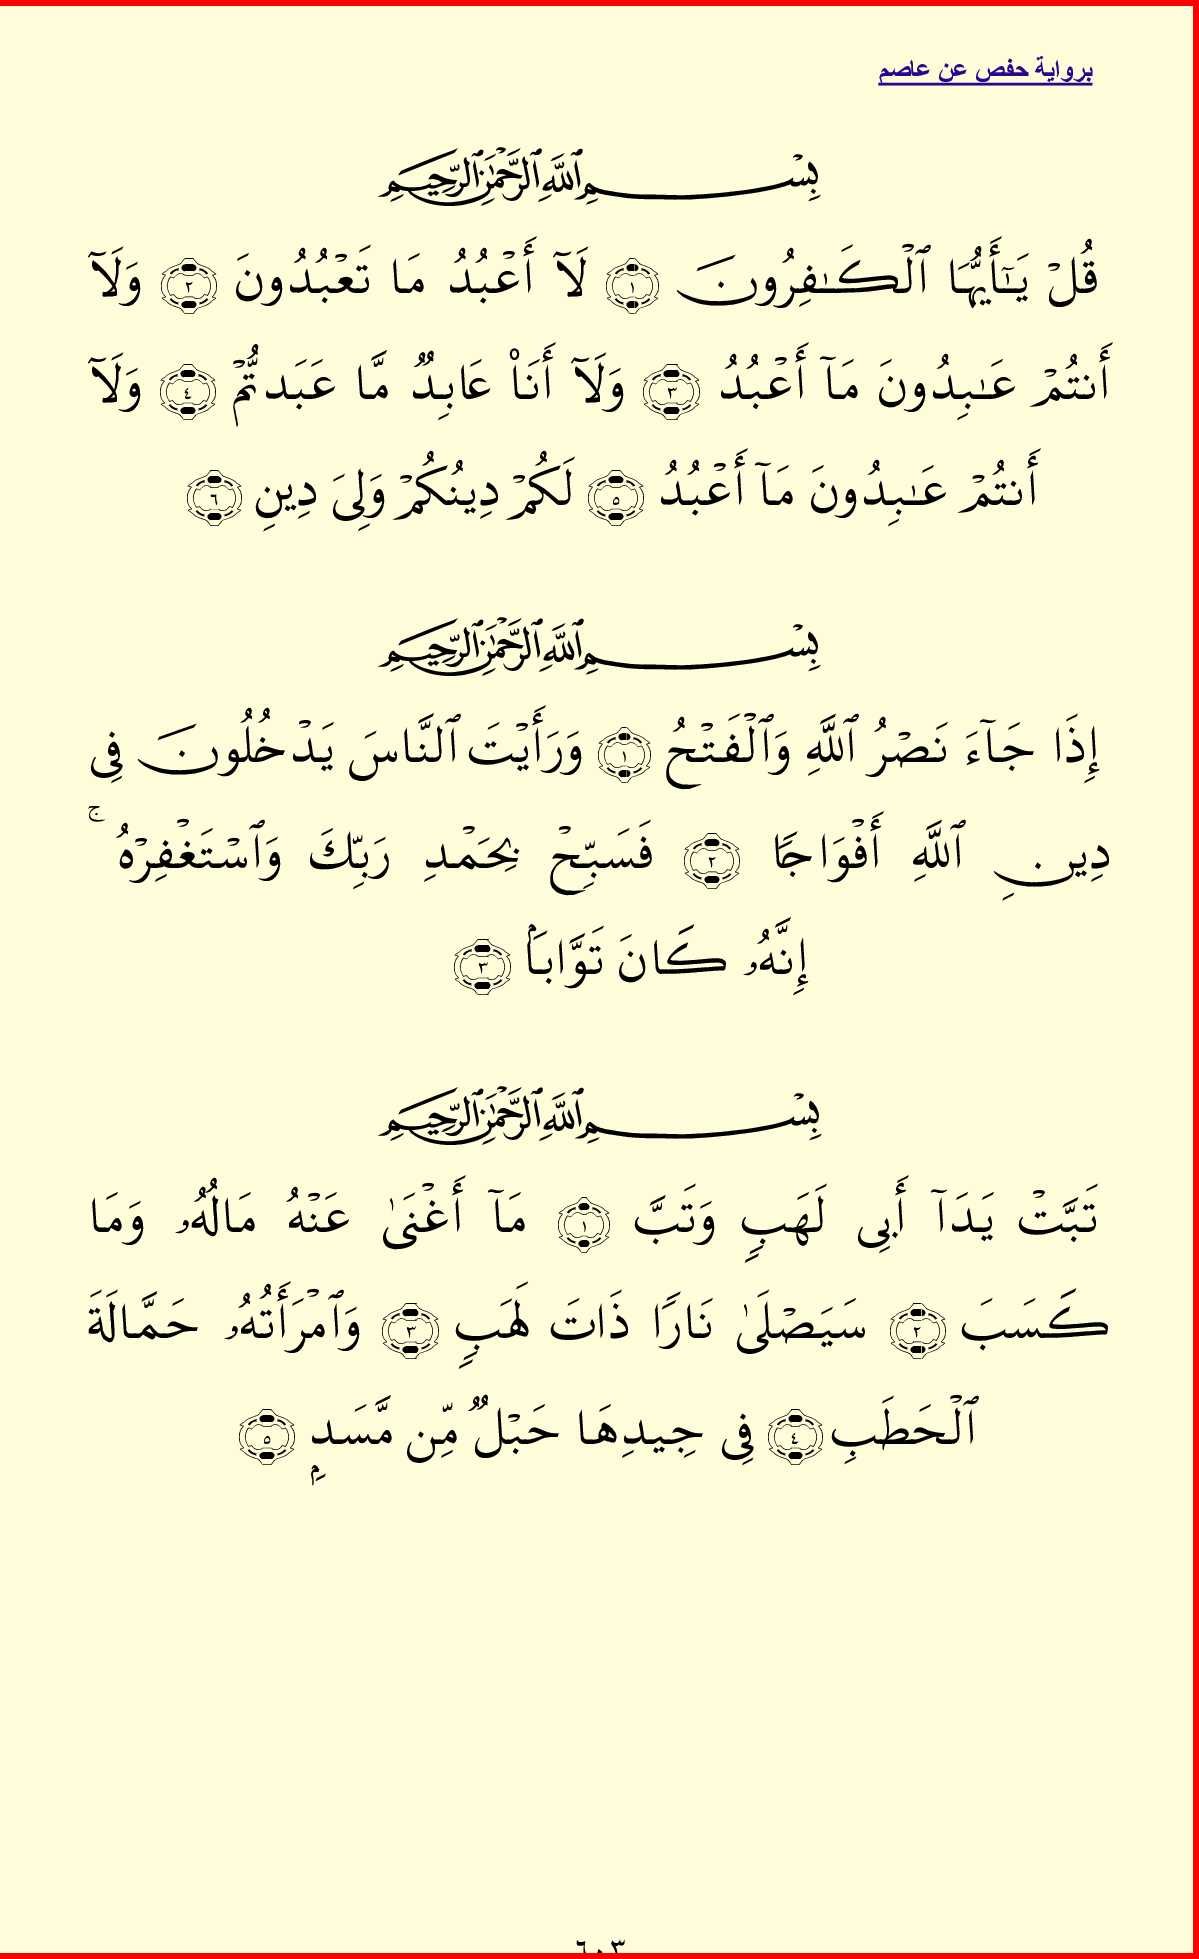 برواية حفص عن عاصم
بِسْمِ ٱللَّهِ ٱلرَّحْمَٰنِ ٱلرَّحِيمِ
قُلْ يَٰٓأَيُّهَا ٱلْكَٰفِرُونَ ١ لَآ أَعْبُدُ مَا تَعْبُدُونَ ٢ وَلَآ
أَنتُمْ عَٰبِدُونَ مَآ أَعْبُدُ ٣ وَلَآ أَنَا۠ عَابِدٌ مَّا عَبَدتُّمْ ٤ وَلَآ
أَنتُمْ عَٰبِدُونَ مَآ أَعْبُدُ ٥ لَكُمْ دِينُكُمْ وَلِىَ دِينِ ٦
بِسْمِ ٱللَّهِ ٱلرَّحْمَٰنِ ٱلرَّحِيمِ
إِذَا جَآءَ نَصْرُ ٱللَّهِ وَٱلْفَتْحُ ١ وَرَأَيْتَ ٱلنَّاسَ يَدْخُلُونَ فِى
دِينِ ٱللَّهِ أَفْوَاجًا ٢ فَسَبِّحْ بِحَمْدِ رَبِّكَ وَٱسْتَغْفِرْهُ ۚ
إِنَّهُۥ كَانَ تَوَّابَۢا ٣
بِسْمِ ٱللَّهِ ٱلرَّحْمَٰنِ ٱلرَّحِيمِ
تَبَّتْ يَدَآ أَبِى لَهَبٍ وَتَبَّ ١ مَآ أَغْنَىٰ عَنْهُ مَالُهُۥ وَمَا
كَسَبَ ٢ سَيَصْلَىٰ نَارًا ذَاتَ لَهَبٍ ٣ وَٱمْرَأَتُهُۥ حَمَّالَةَ
ٱلْحَطَبِ ٤ فِى جِيدِهَا حَبْلٌ مِّن مَّسَدٍۭ ٥
٦٠٣